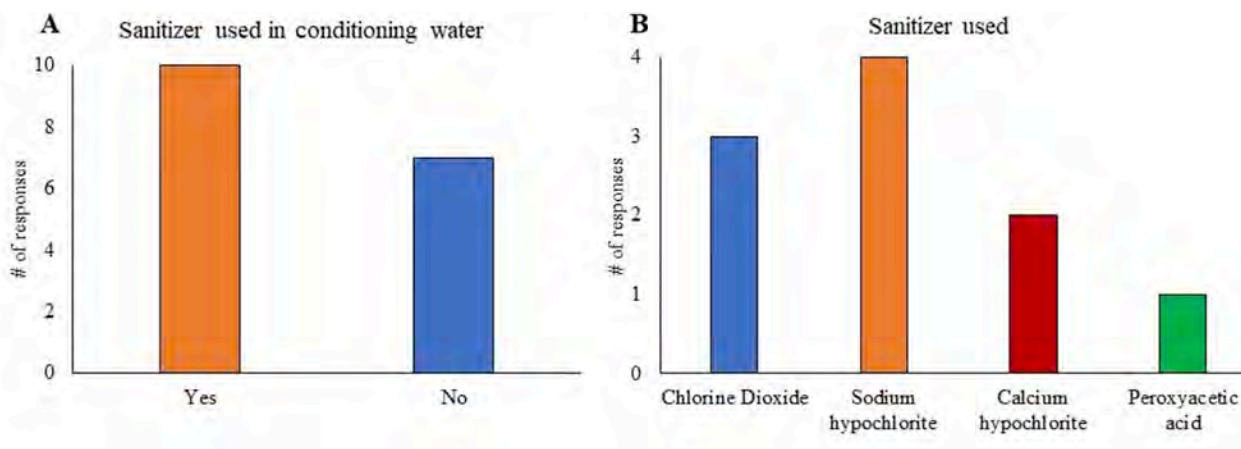 A
Sanitizer used in conditioning water
# of responses
10
8
6
4
2
0
Yes
No
B
Sanitizer used
# of responses
4
3
2
1
0
Chlorine Dioxide
Sodium
hypochlorite
Calcium
hypochlorite
Peroxyacetic
acid